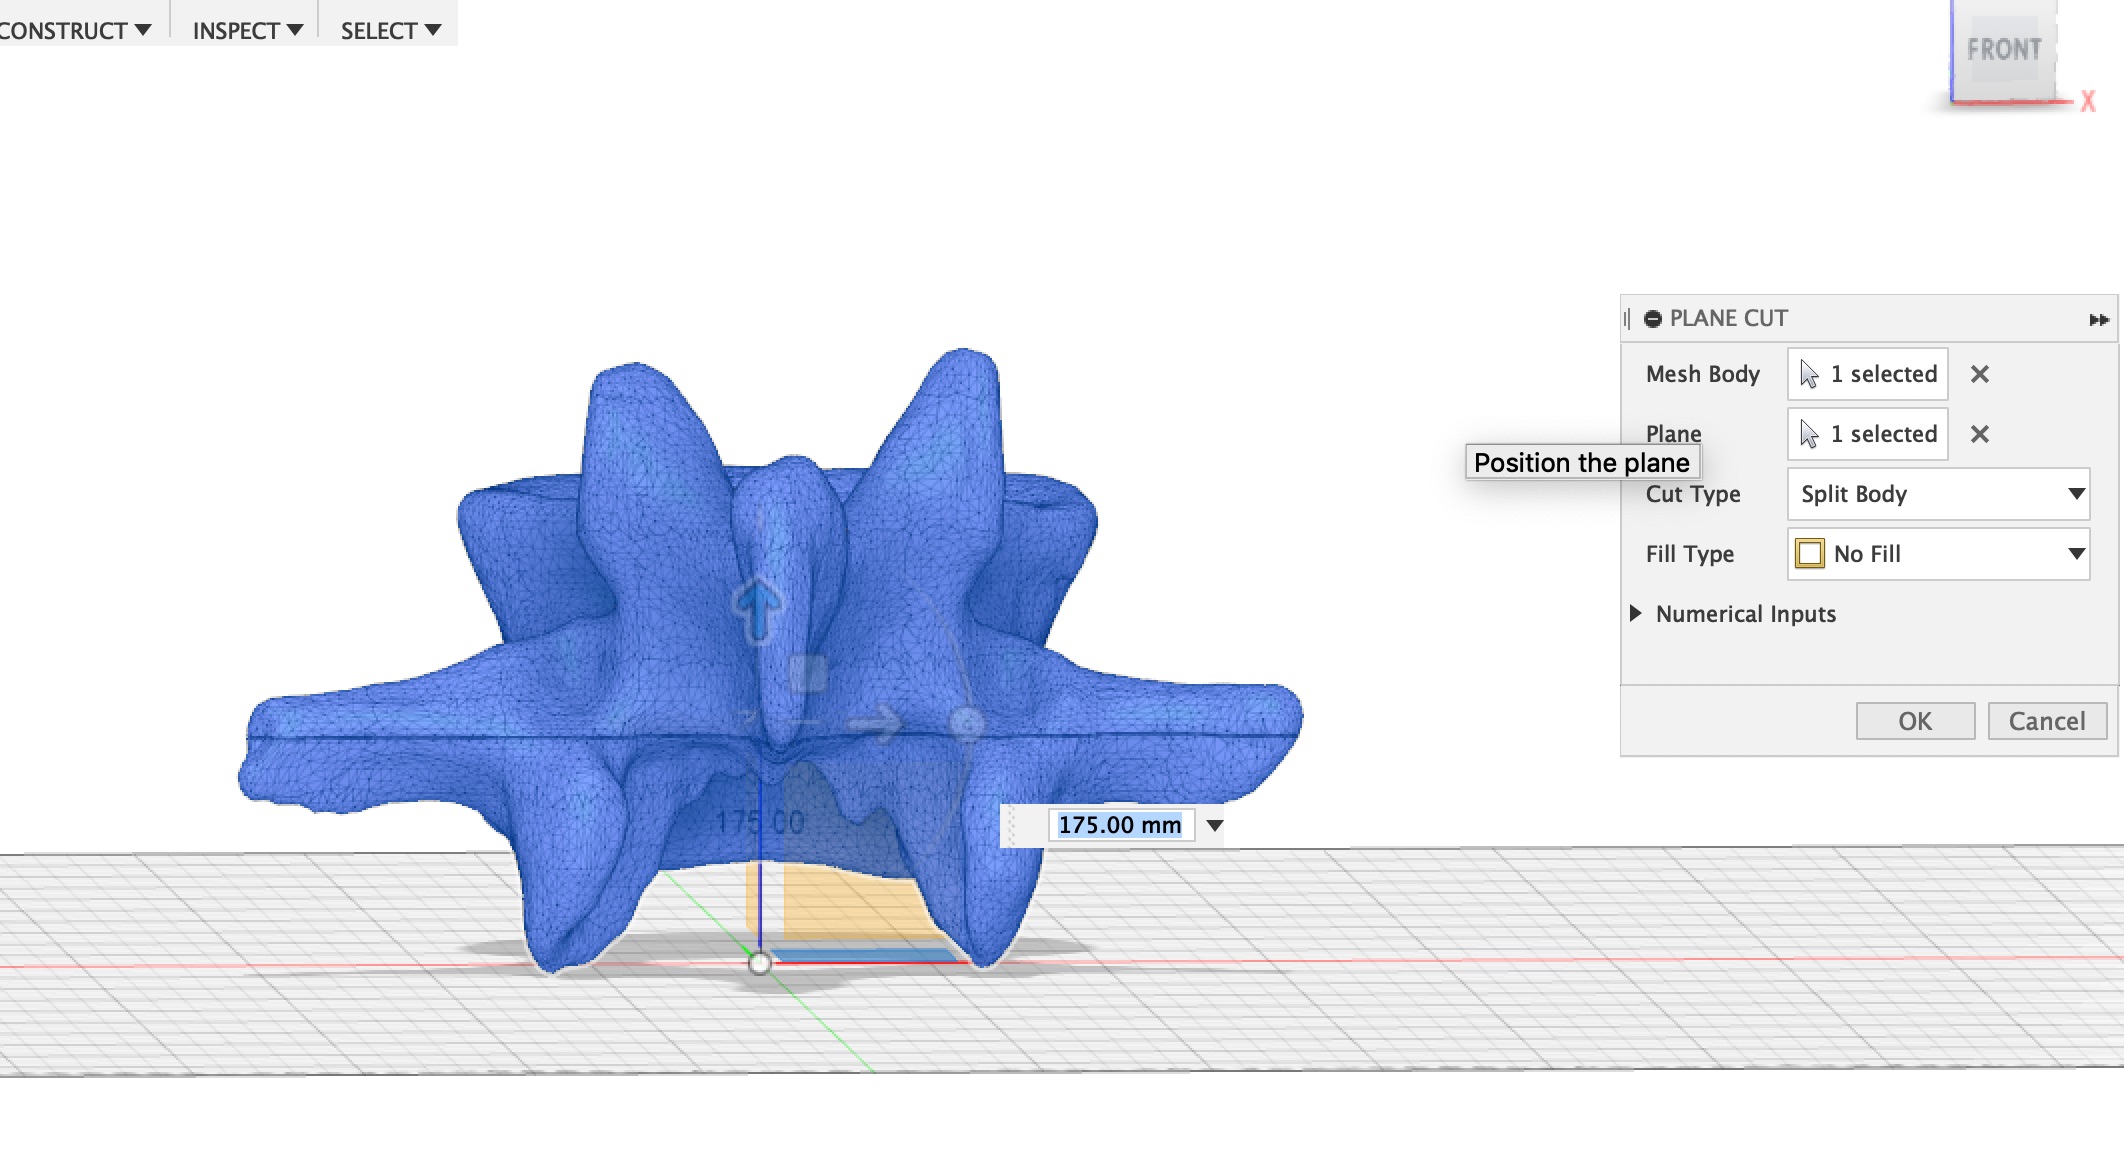 CONSTRUCT INSPECT SELECT
FRONT
X
PLANE CUT
Mesh Body 1 selected
Plane 1 selected
Position the plane
Cut Type Split Body
Fill Type No Fill
Numerical Inputs
OK Cancel
175.00
175.00 mm